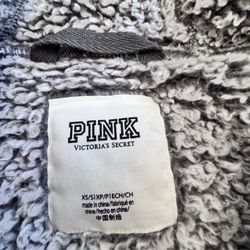 PINK
VICTORIA'S SECRET
XS/S|XP/P|ECH/CH
made in china/fabriqué en
chine/hecho en china/
中国制造